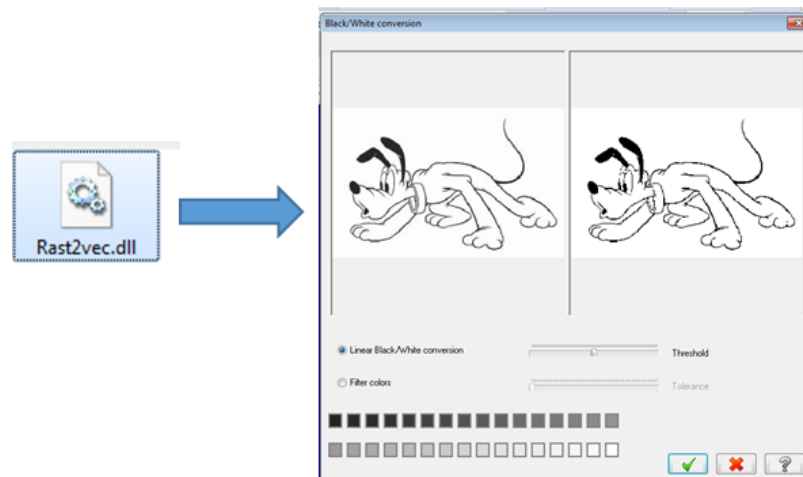 Black/White conversion
Rast2vec.dll
Linear Black/White conversion
Threshold
Filter colors
Tolerance